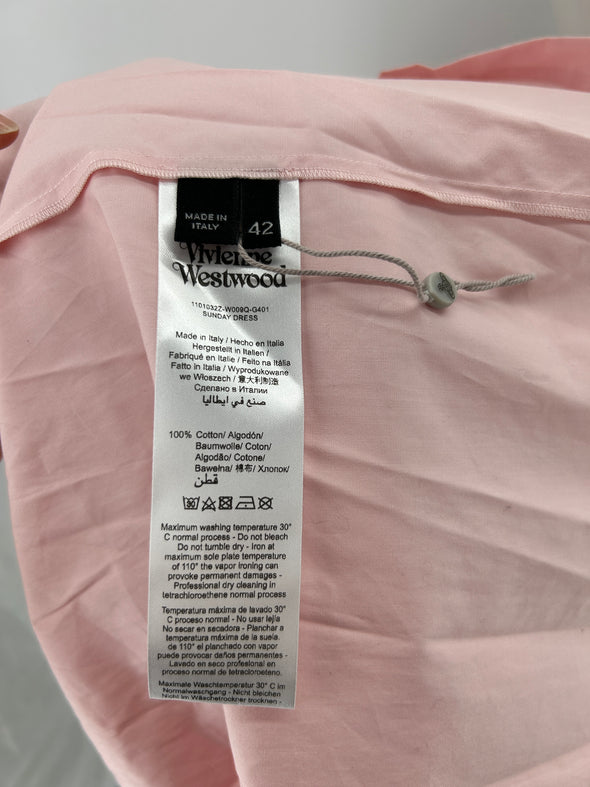 MADE IN
ITALY
42
Vivienne
Westwood
1101032Z-W009Q-G401
SUNDAY DRESS
Made in Italy / Hecho en Italia
Hergestellt in Italien /
Fabriqué en Italie / Feito na Itália
Fatto in Italia / Wyprodukowane
we Włoszech / 意大利制造
Сделано в Италии
صنع في ايطاليا
100% Cotton/ Algodón/
Baumwolle/ Coton/
Algodão/ Cotone/
Bawełna/ 棉布/ Хлопок/
قطن
Maximum washing temperature 30°
C normal process - Do not bleach
Do not tumble dry - Iron at
maximum sole plate temperature
of 110° the vapor ironing can
provoke permanent damages -
Professional dry cleaning in
tetrachloroethene normal process
Temperatura máxima de lavado 30°
C proceso normal - No usar lejía
No secar en secadora - Planchar a
temperatura máxima de la suela.
de 110° el planchado con vapor
puede provocar daños permanentes -
Lavado en seco profesional en
proceso normal de tetracloroeteno.
Maximale Waschtemperatur 30° C im
Normalwaschgang - Nicht bleichen
Nicht im Wäschetrockner trocknen -